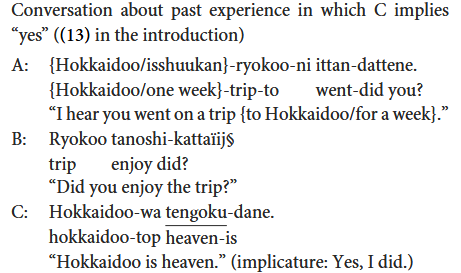 Conversation about past experience in which C implies
“yes” ((13) in the introduction)
A: {Hokkaidoo/isshuukan}-ryokoo-ni ittan-dattene.
{Hokkaidoo/one week}-trip-to went-did you?
“I hear you went on a trip {to Hokkaidoo/for a week}.”
B: Ryokoo tanoshi-kattaïij§
trip enjoy did?
“Did you enjoy the trip?”
C: Hokkaidoo-wa tengoku-dane.
hokkaidoo-top heaven-is
“Hokkaidoo is heaven.” (implicature: Yes, I did.)